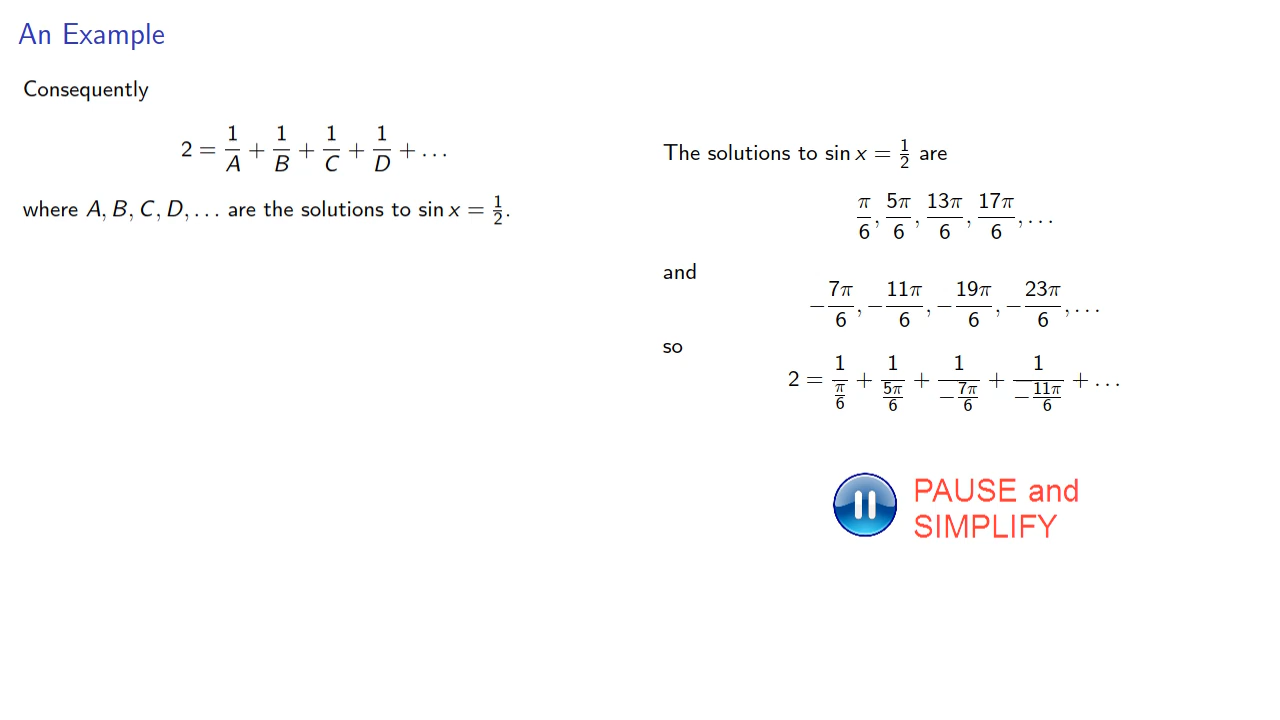 An Example
Consequently
2 = 1/A + 1/B + 1/C + 1/D + ...
where A, B, C, D, ... are the solutions to sin x = 1/2.
The solutions to sin x = 1/2 are
π/6, 5π/6, 13π/6, 17π/6, ...
and
−7π/6, −11π/6, −19π/6, −23π/6, ...
so
2 = 1/(π/6) + 1/(5π/6) + 1/(−7π/6) + 1/(−11π/6) + ...
PAUSE and
SIMPLIFY